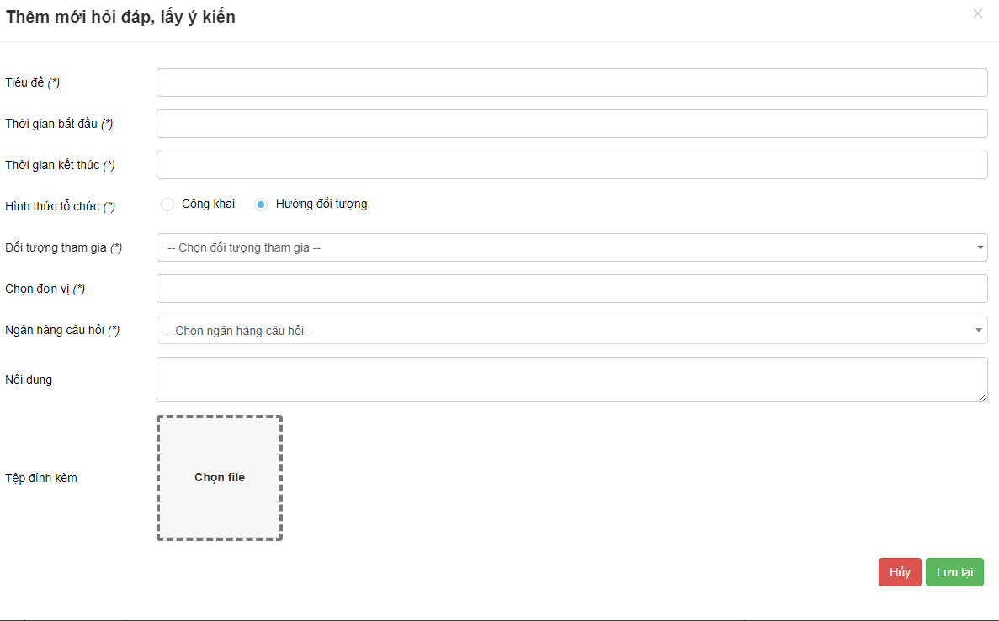 Thêm mới hỏi đáp, lấy ý kiến
×
Tiêu đề (*)
Thời gian bắt đầu (*)
Thời gian kết thúc (*)
Hình thức tổ chức (*) Công khai Hướng đối tượng
Đối tượng tham gia (*) -- Chọn đối tượng tham gia --
Chọn đơn vị (*)
Ngân hàng câu hỏi (*) -- Chọn ngân hàng câu hỏi --
Nội dung
Tệp đính kèm Chọn file
Hủy Lưu lại